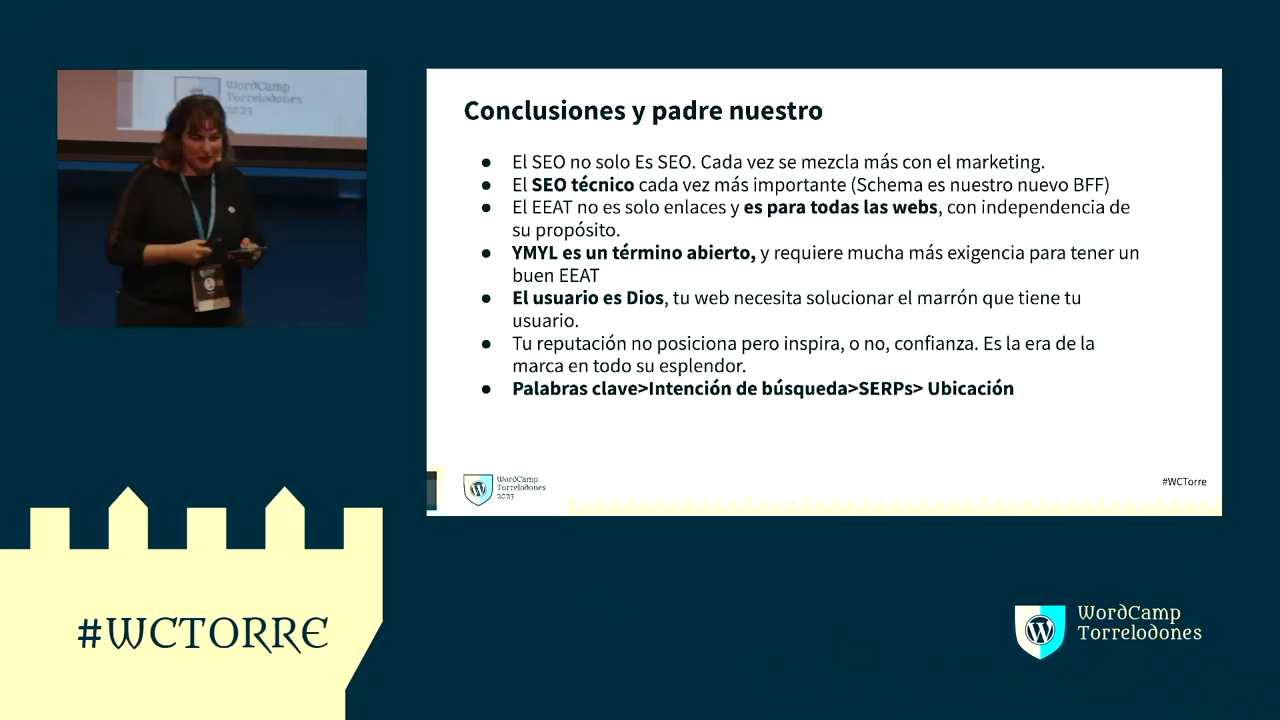 WordCamp
Torrelodones
2023
Conclusiones y padre nuestro
● El SEO no solo Es SEO. Cada vez se mezcla más con el marketing.
● El SEO técnico cada vez más importante (Schema es nuestro nuevo BFF)
● El EEAT no es solo enlaces y es para todas las webs, con independencia de
su propósito.
● YMYL es un término abierto, y requiere mucha más exigencia para tener un
buen EEAT
● El usuario es Dios, tu web necesita solucionar el marrón que tiene tu
usuario.
● Tu reputación no posiciona pero inspira, o no, confianza. Es la era de la
marca en todo su esplendor.
● Palabras clave>Intención de búsqueda>SERPs> Ubicación
WordCamp
Torrelodones
2023
#WCTorre
#WCTORRE
WordCamp
Torrelodones